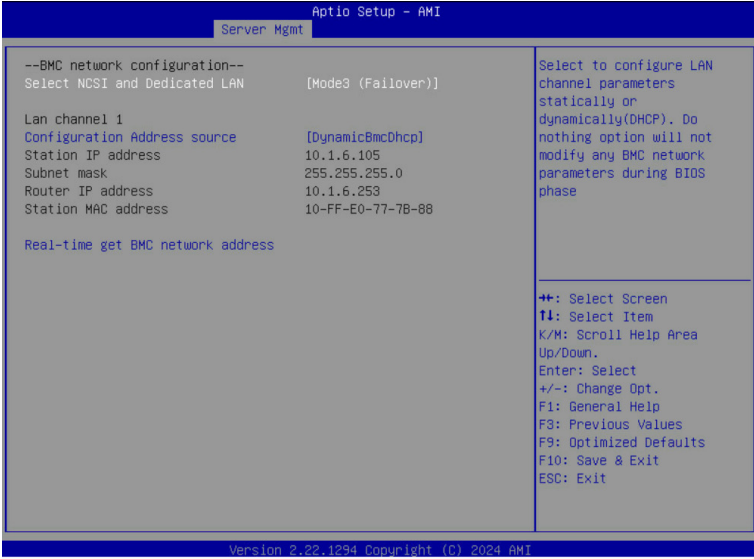 Aptio Setup - AMI
Server Mgmt
--BMC network configuration--
Select NCSI and Dedicated LAN [Mode3 (Failover)]
Lan channel 1
Configuration Address source [DynamicBmcDhcp]
Station IP address 10.1.6.105
Subnet mask 255.255.255.0
Router IP address 10.1.6.253
Station MAC address 10-FF-E0-77-7B-88
Real-time get BMC network address
Select to configure LAN
channel parameters
statically or
dynamically(DHCP). Do
nothing option will not
modify any BMC network
parameters during BIOS
phase
→←: Select Screen
↑↓: Select Item
K/M: Scroll Help Area
Up/Down.
Enter: Select
+/-: Change Opt.
F1: General Help
F3: Previous Values
F9: Optimized Defaults
F10: Save & Exit
ESC: Exit
Version 2.22.1294 Copyright (C) 2024 AMI